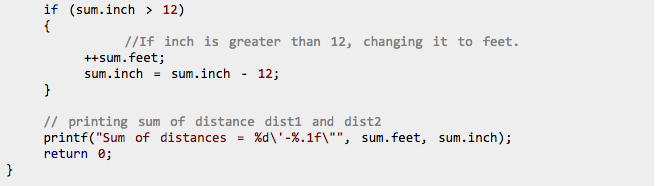 if (sum.inch > 12)
{
//If inch is greater than 12, changing it to feet.
++sum.feet;
sum.inch = sum.inch - 12;
}
// printing sum of distance dist1 and dist2
printf("Sum of distances = %d\'-%.1f\"", sum.feet, sum.inch);
return 0;
}